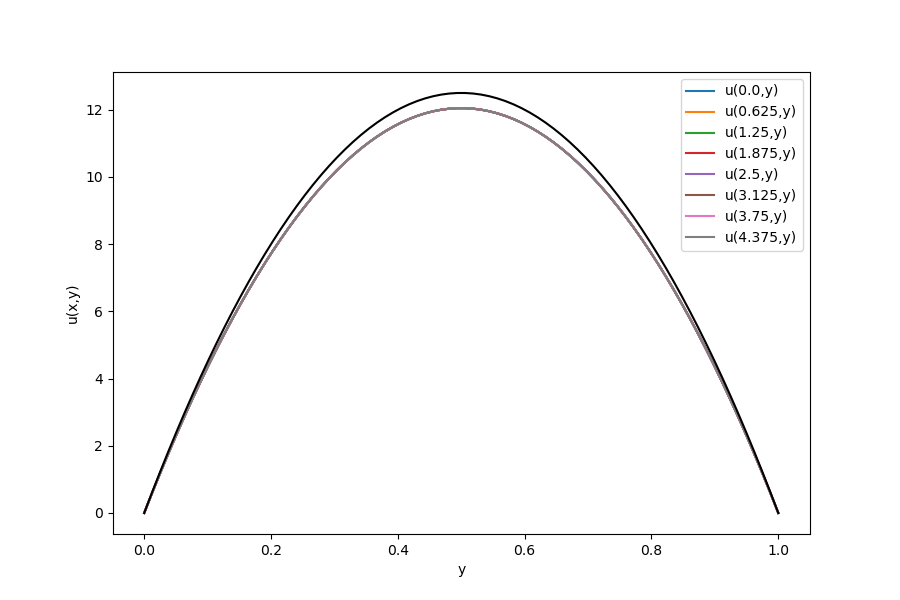 u(x,y)
12
10
8
6
4
2
0
0.0 0.2 0.4 0.6 0.8 1.0
y
u(0.0,y)
u(0.625,y)
u(1.25,y)
u(1.875,y)
u(2.5,y)
u(3.125,y)
u(3.75,y)
u(4.375,y)